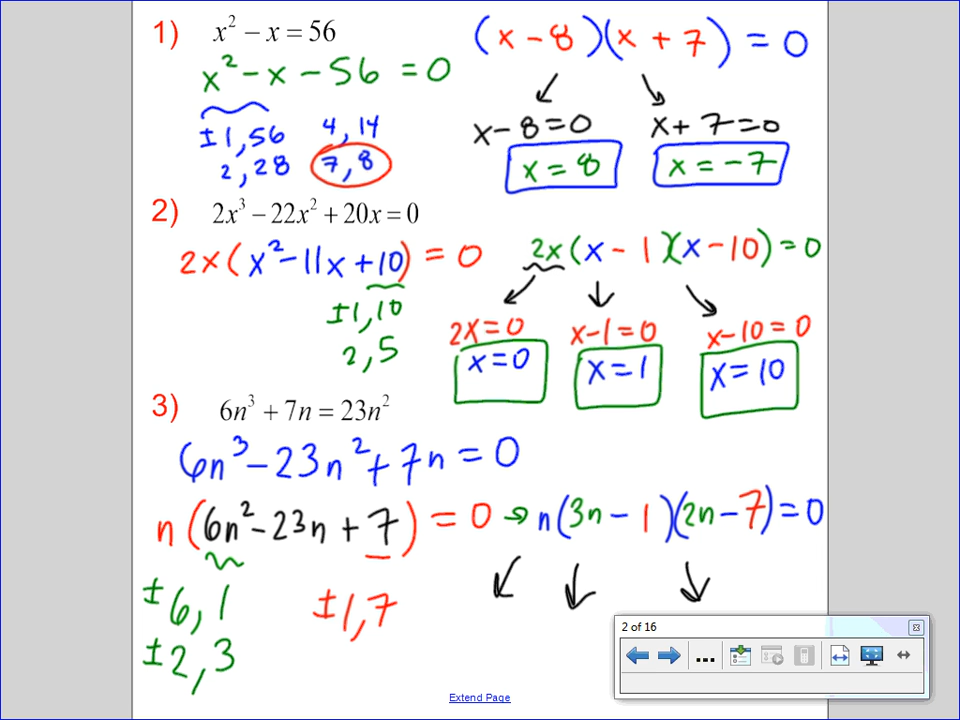 1) x² − x = 56
x² − x − 56 = 0
±1, 56 4, 14
2, 28 7, 8
(x − 8)(x + 7) = 0
x − 8 = 0 x + 7 = 0
x = 8 x = −7
2) 2x³ − 22x² + 20x = 0
2x(x² − 11x + 10) = 0
±1, 10
2, 5
2x(x − 1)(x − 10) = 0
2x = 0 x − 1 = 0 x − 10 = 0
x = 0 x = 1 x = 10
3) 6n³ + 7n = 23n²
6n³ − 23n² + 7n = 0
n(6n² − 23n + 7) = 0 → n(3n − 1)(2n − 7) = 0
±6, 1 ±1, 7
±2, 3
2 of 16
...
Extend Page